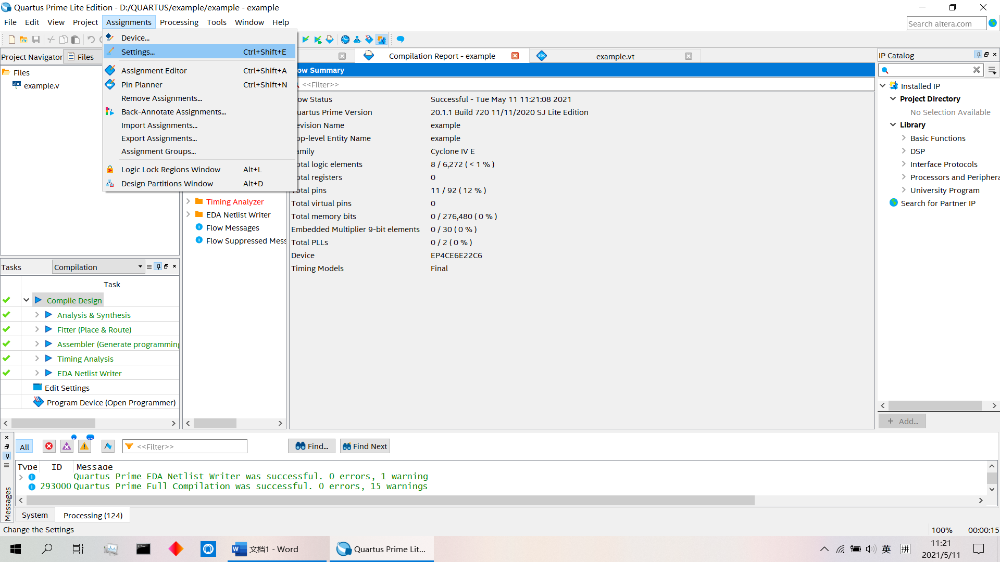 Quartus Prime Lite Edition - D:/QUARTUS/example/example - example
File Edit View Project Assignments Processing Tools Window Help
Search altera.com
Device...
Settings... Ctrl+Shift+E
Assignment Editor Ctrl+Shift+A
Pin Planner Ctrl+Shift+N
Remove Assignments...
Back-Annotate Assignments...
Import Assignments...
Export Assignments...
Assignment Groups...
Logic Lock Regions Window Alt+L
Design Partitions Window Alt+D
Project Navigator Files
Files
example.v
Compilation Report - example
example.vt
ow Summary
<<Filter>>
ow Status Successful - Tue May 11 11:21:08 2021
uartus Prime Version 20.1.1 Build 720 11/11/2020 SJ Lite Edition
evision Name example
op-level Entity Name example
amily Cyclone IV E
otal logic elements 8 / 6,272 ( < 1 % )
otal registers 0
otal pins 11 / 92 ( 12 % )
Total virtual pins 0
Total memory bits 0 / 276,480 ( 0 % )
Embedded Multiplier 9-bit elements 0 / 30 ( 0 % )
Total PLLs 0 / 2 ( 0 % )
Device EP4CE6E22C6
Timing Models Final
Timing Analyzer
EDA Netlist Writer
Flow Messages
Flow Suppressed Mess
IP Catalog
Installed IP
Project Directory
No Selection Available
Library
Basic Functions
DSP
Interface Protocols
Processors and Periphera
University Program
Search for Partner IP
+ Add...
Tasks Compilation
Task
Compile Design
Analysis & Synthesis
Fitter (Place & Route)
Assembler (Generate programming
Timing Analysis
EDA Netlist Writer
Edit Settings
Program Device (Open Programmer)
All <<Filter>> Find... Find Next
Type ID Message
Quartus Prime EDA Netlist Writer was successful. 0 errors, 1 warning
293000 Quartus Prime Full Compilation was successful. 0 errors, 15 warnings
Messages
System Processing (124)
Change the Settings
100% 00:00:15
文档1 - Word
Quartus Prime Lit...
英
拼
11:21
2021/5/11